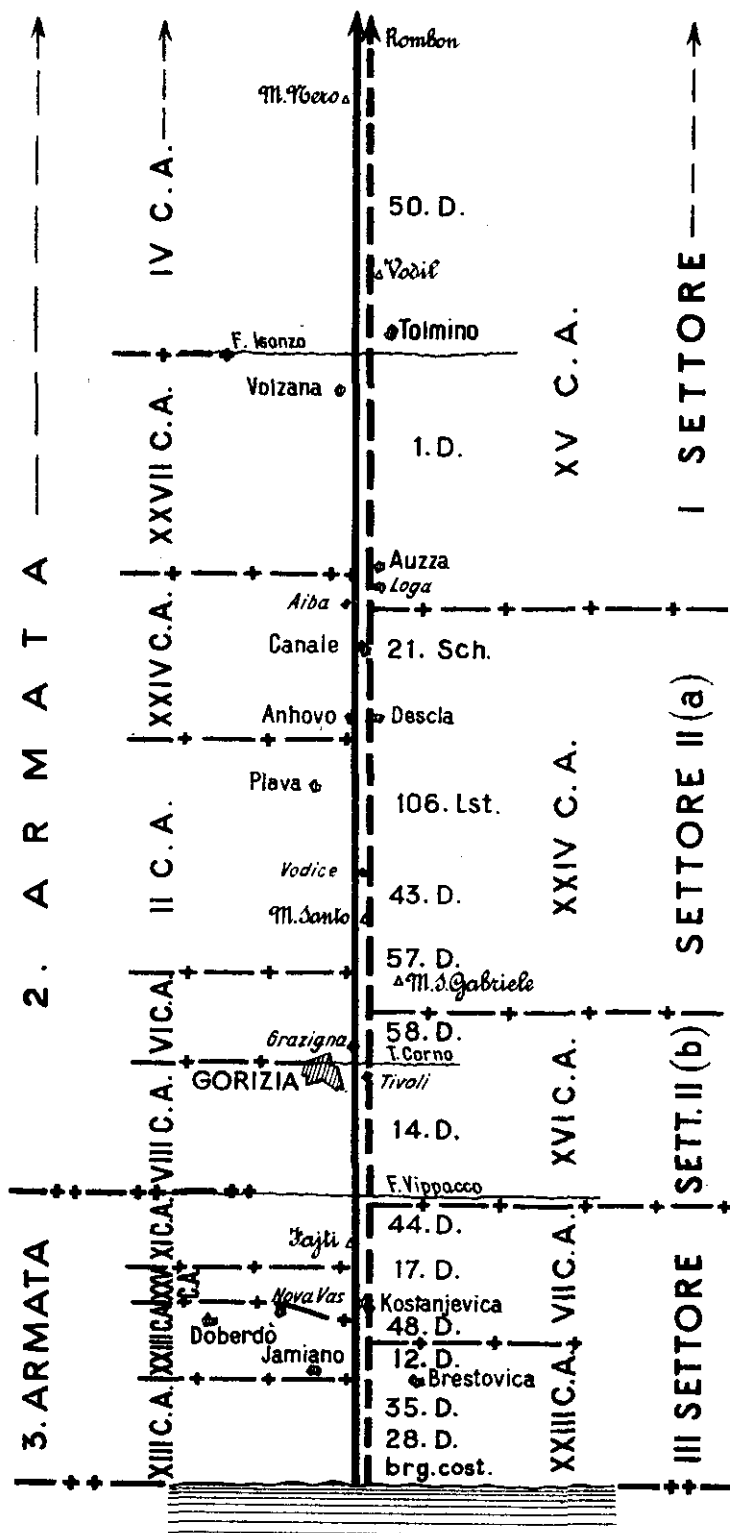 Rombon
M. Nero
IV C. A.
50. D.
Vodil
Tolmino
F. Isonzo
I SETTORE
Volzana
XV C. A.
1. D.
XXVII C. A.
Auzza
Loga
Aiba
2. ARMATA
XXIV C. A.
Canale
21. Sch.
Anhovo
Descla
SETTORE II (a)
Plava
106. Lst.
II C. A.
XXIV C. A.
Vodice
43. D.
M. Santo
57. D.
M. S. Gabriele
VI C. A.
58. D.
Grazigna
T. Corno
GORIZIA
Tivoli
SETT. II (b)
XVI C. A.
VIII C. A.
14. D.
F. Vippacco
44. D.
XI C. A.
Fajti
17. D.
VII C. A.
XXV C.A.
Nova Vas
Kostanjevica
3. ARMATA
XXIII C.A.
Doberdò
48. D.
III SETTORE
12. D.
Jamiano
Brestovica
XIII C. A.
35. D.
XXIII C. A.
28. D.
brg. cost.